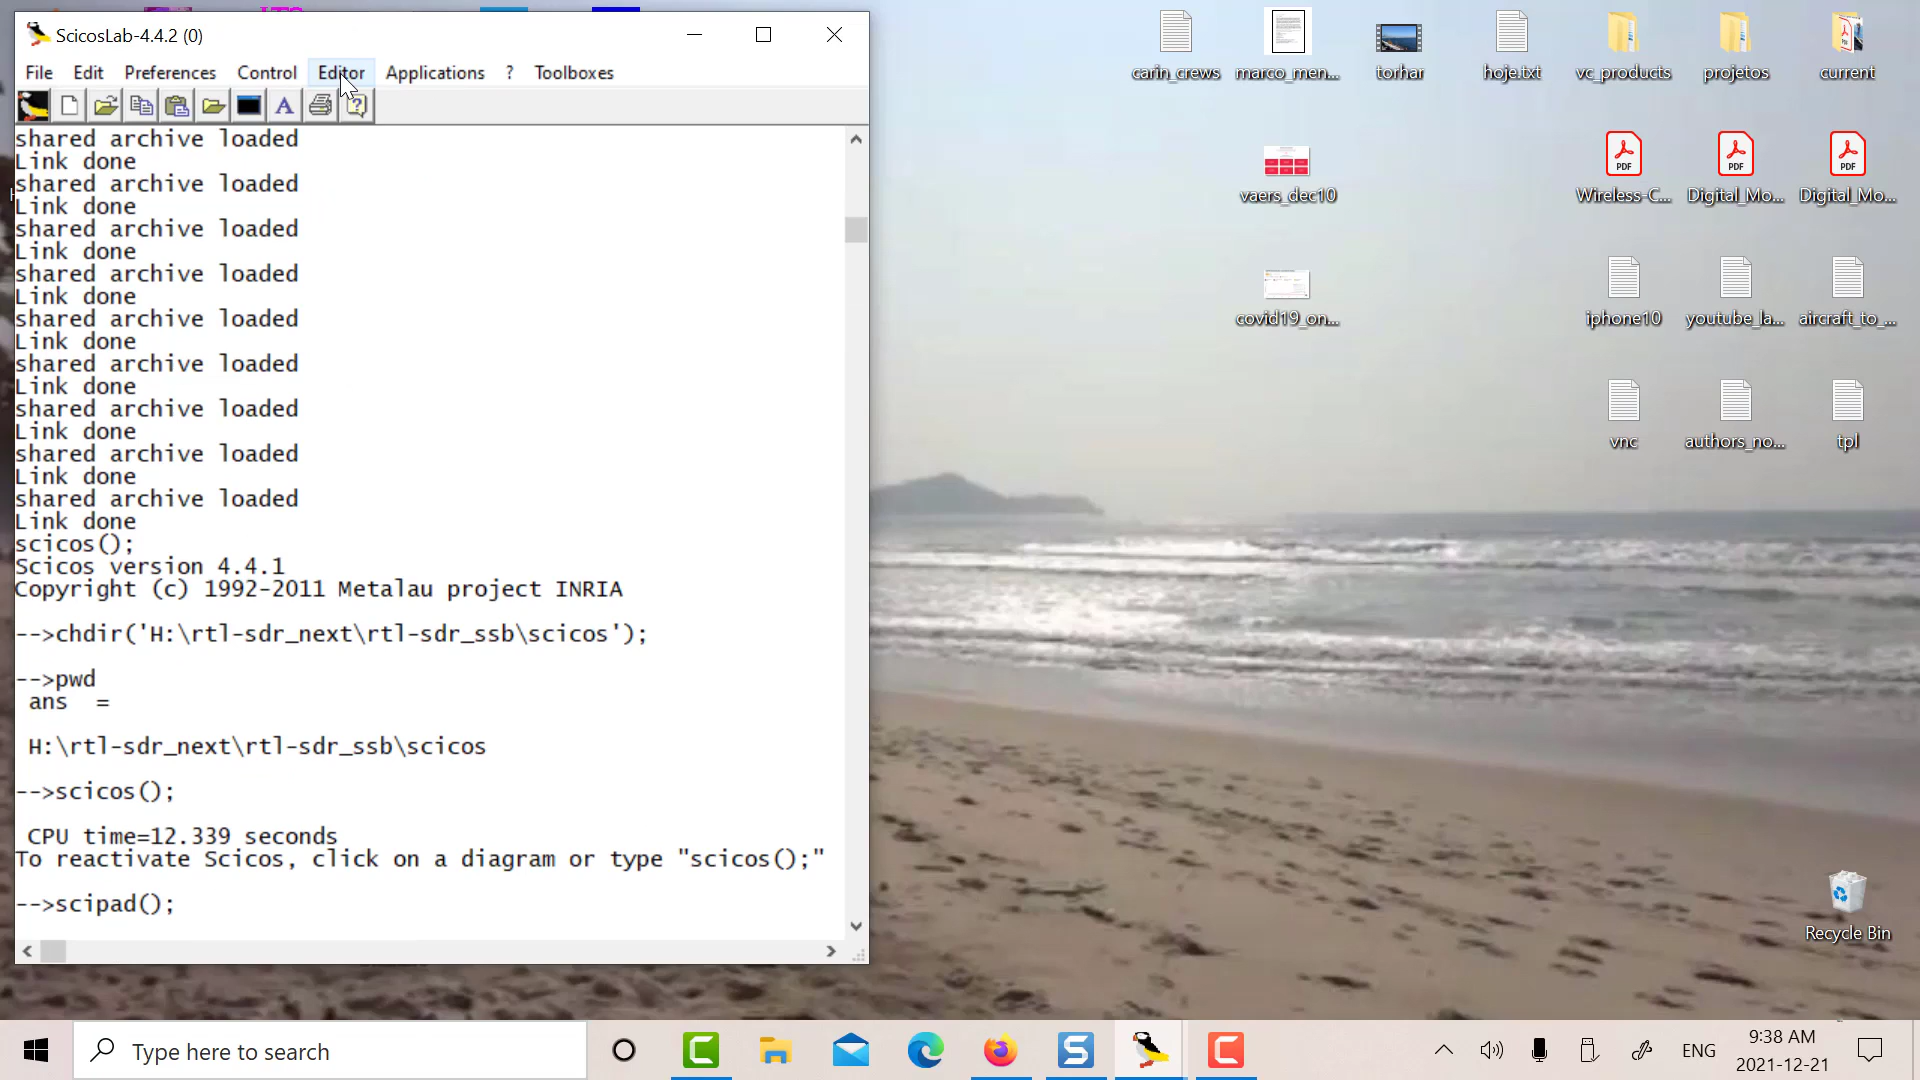 ScicosLab-4.4.2 (0)
File Edit Preferences Control Editor Applications ? Toolboxes
shared archive loaded
Link done
shared archive loaded
Link done
shared archive loaded
Link done
shared archive loaded
Link done
shared archive loaded
Link done
shared archive loaded
Link done
shared archive loaded
Link done
shared archive loaded
Link done
shared archive loaded
Link done
scicos();
Scicos version 4.4.1
Copyright (c) 1992-2011 Metalau project INRIA
-->chdir('H:\rtl-sdr_next\rtl-sdr_ssb\scicos');
-->pwd
ans =
H:\rtl-sdr_next\rtl-sdr_ssb\scicos
-->scicos();
CPU time=12.339 seconds
To reactivate Scicos, click on a diagram or type "scicos();"
-->scipad();
carin_crews marco_men... torhar hoje.txt vc_products projetos current
vaers_dec10 Wireless-C... Digital_Mo... Digital_Mo...
covid19_on... iphone10 youtube_la... aircraft_to_...
vnc authors_no... tpl
Recycle Bin
Type here to search
ENG
9:38 AM
2021-12-21